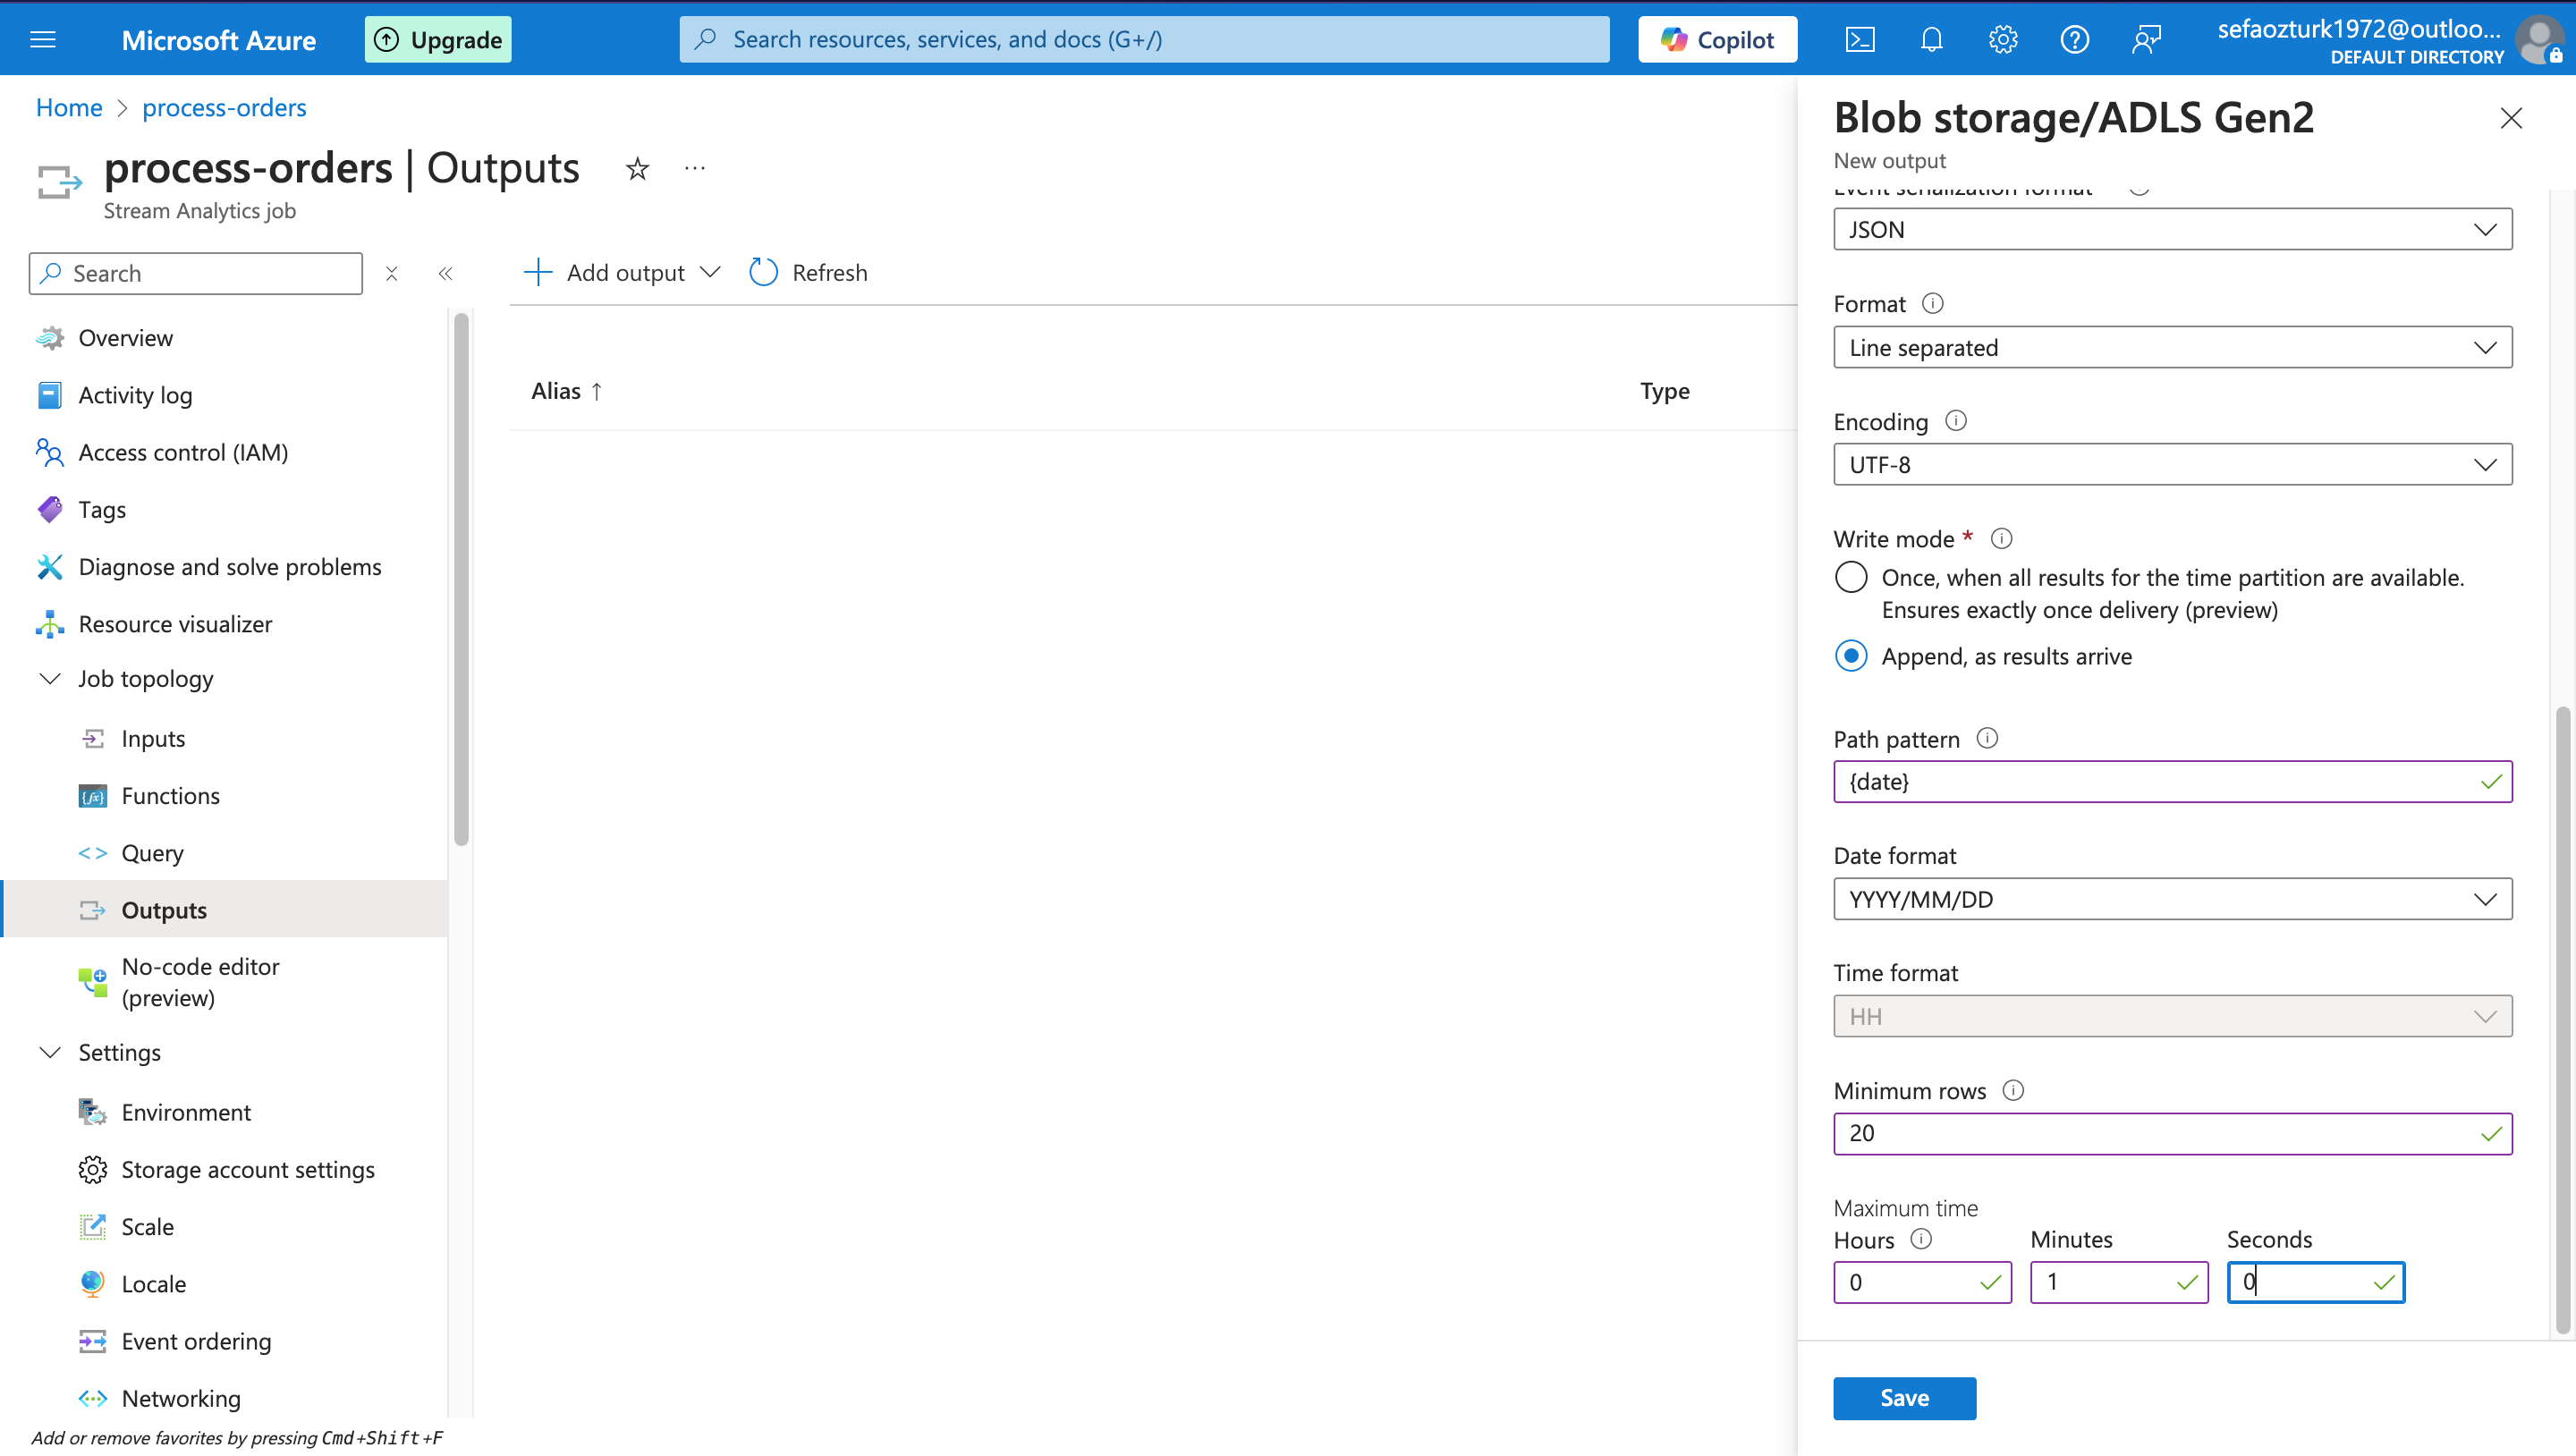 Microsoft Azure
Upgrade
Search resources, services, and docs (G+/)
Copilot
sefaozturk1972@outloo...
DEFAULT DIRECTORY
Home > process-orders
process-orders | Outputs
Stream Analytics job
Search
Add output
Refresh
Alias ↑
Type
Overview
Activity log
Access control (IAM)
Tags
Diagnose and solve problems
Resource visualizer
Job topology
Inputs
Functions
Query
Outputs
No-code editor
(preview)
Settings
Environment
Storage account settings
Scale
Locale
Event ordering
Networking
Add or remove favorites by pressing Cmd+Shift+F
Blob storage/ADLS Gen2
New output
Event serialization format
JSON
Format
Line separated
Encoding
UTF-8
Write mode *
Once, when all results for the time partition are available.
Ensures exactly once delivery (preview)
Append, as results arrive
Path pattern
{date}
Date format
YYYY/MM/DD
Time format
HH
Minimum rows
20
Maximum time
Hours Minutes Seconds
0 1 0
Save